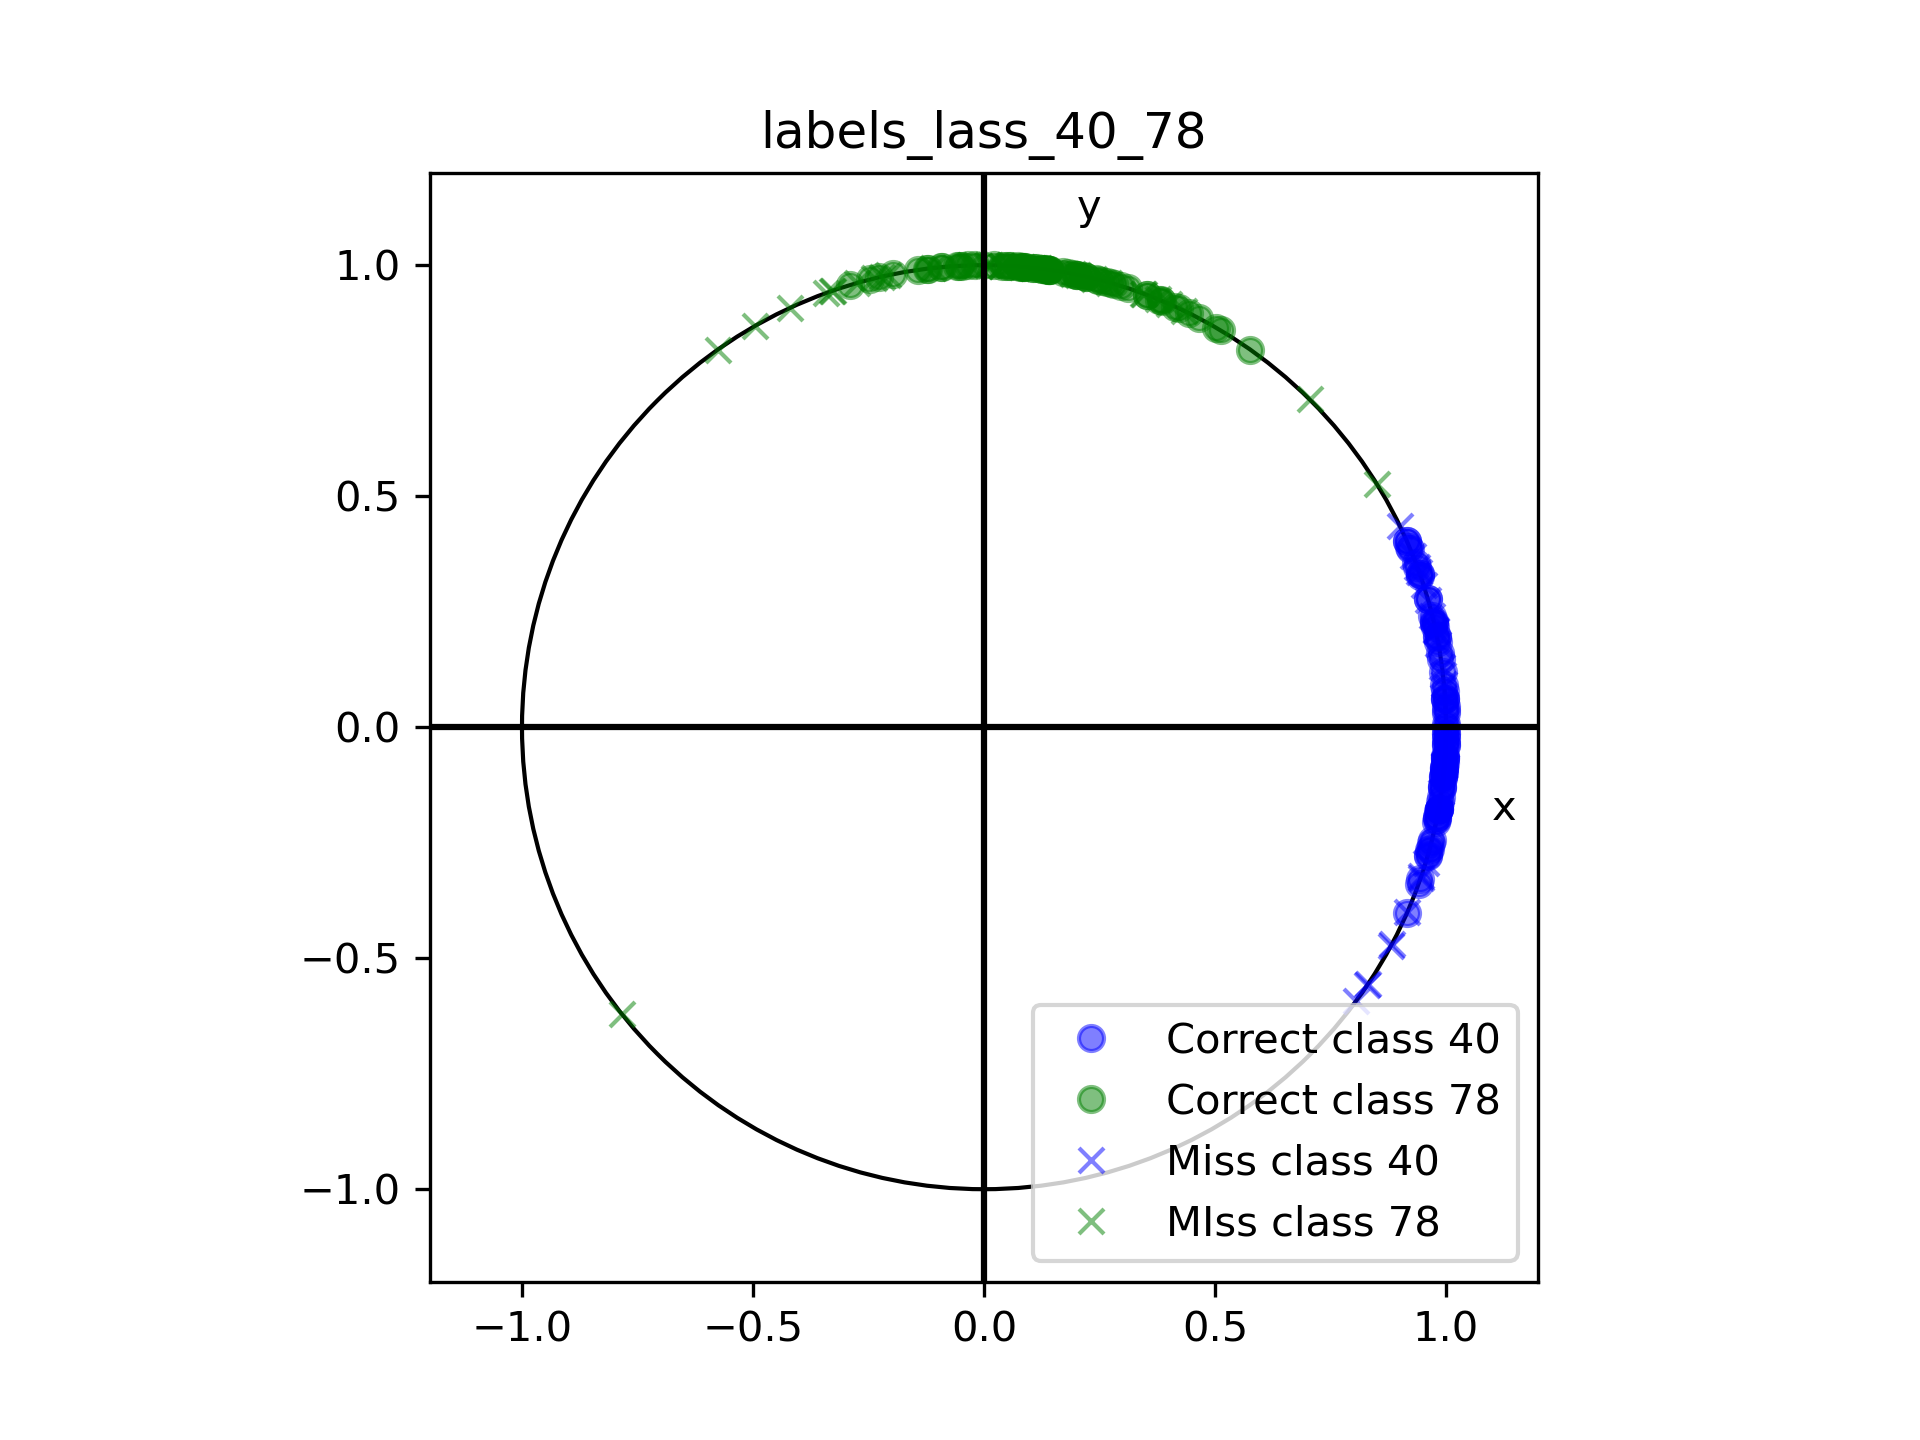 labels_lass_40_78
y
1.0
0.5
0.0
x
−0.5
−1.0
Correct class 40
Correct class 78
Miss class 40
MIss class 78
−1.0 −0.5 0.0 0.5 1.0